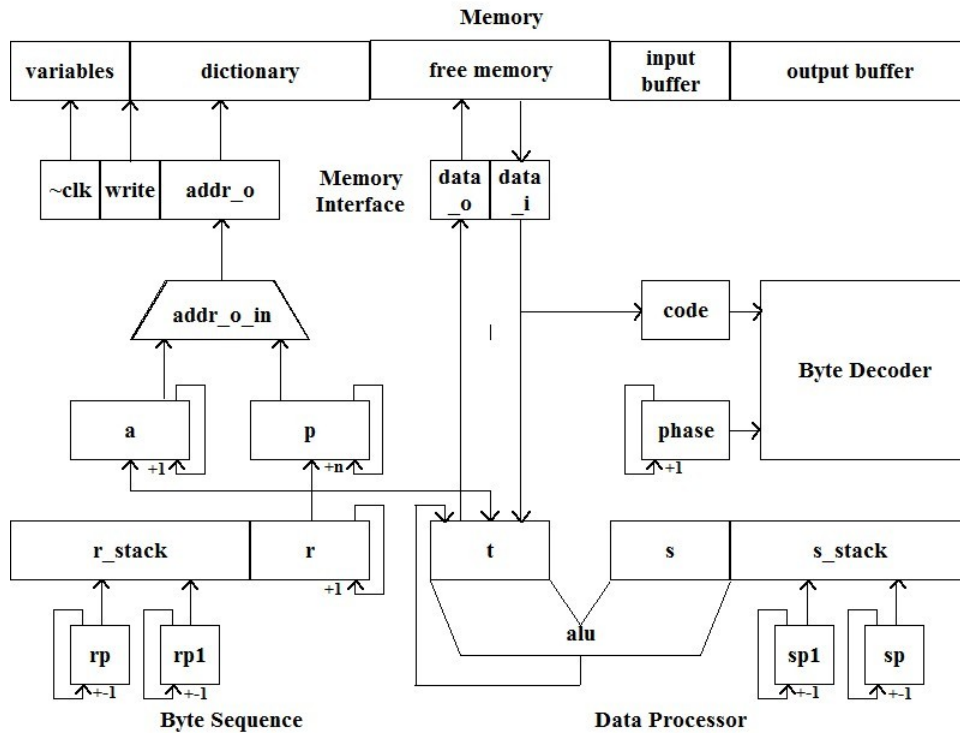 Memory
variables
dictionary
free memory
input
buffer
output buffer
~clk
write
addr_o
Memory
Interface
data
_o
data
_i
addr_o_in
code
Byte Decoder
a
+1
p
+n
phase
+1
r_stack
r
+1
t
s
s_stack
alu
rp
+-1
rp1
+-1
sp1
+-1
sp
+-1
Byte Sequence
Data Processor